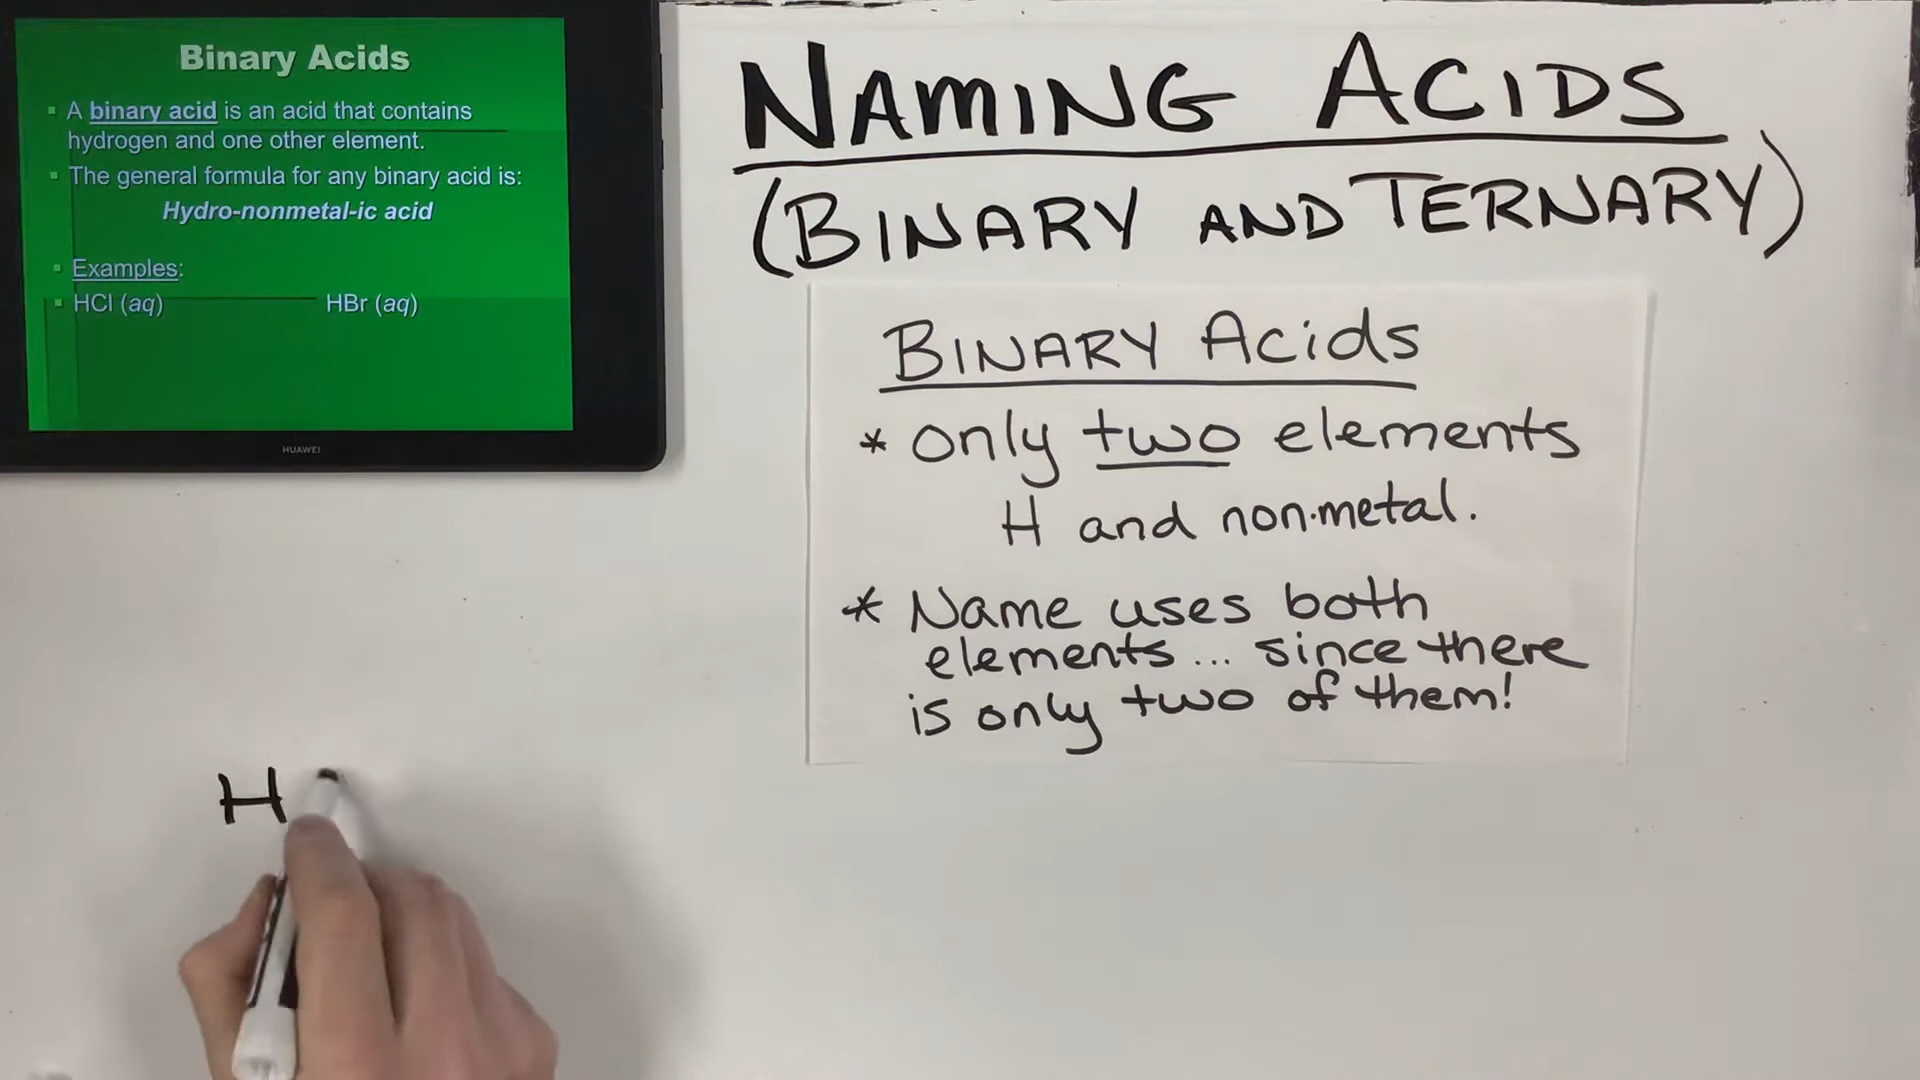 Binary Acids
▪ A binary acid is an acid that contains
hydrogen and one other element.
▪ The general formula for any binary acid is:
Hydro-nonmetal-ic acid
▪ Examples:
▪ HCl (aq) HBr (aq)
HUAWEI
NAMING ACIDS
(BINARY AND TERNARY)
BINARY Acids
* only two elements
H and non-metal.
* Name uses both
elements... since there
is only two of them!
H